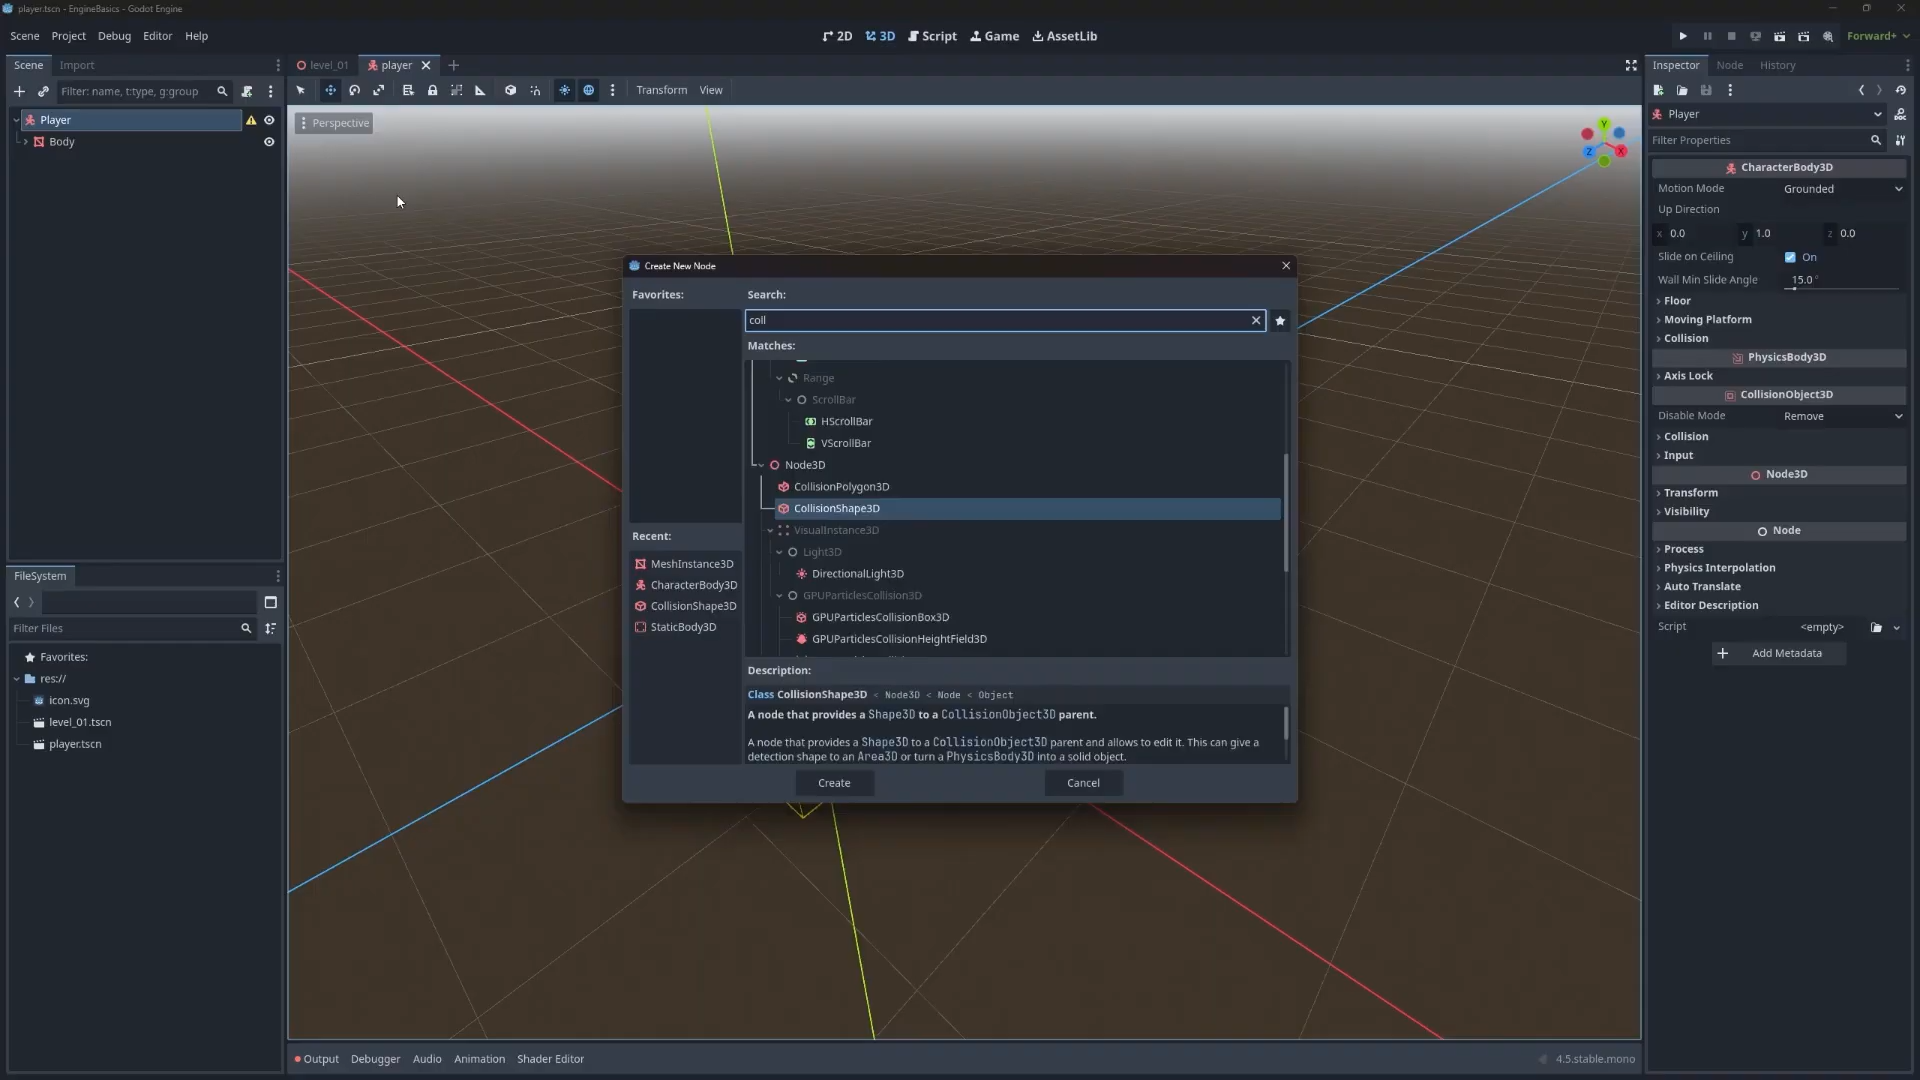 player.tscn - EngineBasics - Godot Engine
Scene Project Debug Editor Help
2D 3D Script Game AssetLib
Forward+
Scene Import
level_01 player
Inspector Node History
Filter: name, t:type, g:group
Transform View
Player
Body
Perspective
Y
Z X
Player
Filter Properties
CharacterBody3D
Motion Mode Grounded
Up Direction
x 0.0 y 1.0 z 0.0
Slide on Ceiling On
Wall Min Slide Angle 15.0 °
Floor
Moving Platform
Collision
PhysicsBody3D
Axis Lock
CollisionObject3D
Disable Mode Remove
Collision
Input
Node3D
Transform
Visibility
Node
Process
Physics Interpolation
Auto Translate
Editor Description
Script <empty>
Add Metadata
Create New Node
Favorites:
Search:
coll
Matches:
Range
ScrollBar
HScrollBar
VScrollBar
Node3D
CollisionPolygon3D
CollisionShape3D
VisualInstance3D
Light3D
DirectionalLight3D
GPUParticlesCollision3D
GPUParticlesCollisionBox3D
GPUParticlesCollisionHeightField3D
Recent:
MeshInstance3D
CharacterBody3D
CollisionShape3D
StaticBody3D
Description:
Class CollisionShape3D < Node3D < Node < Object
A node that provides a Shape3D to a CollisionObject3D parent.
A node that provides a Shape3D to a CollisionObject3D parent and allows to edit it. This can give a
detection shape to an Area3D or turn a PhysicsBody3D into a solid object.
Create Cancel
FileSystem
Filter Files
Favorites:
res://
icon.svg
level_01.tscn
player.tscn
Output Debugger Audio Animation Shader Editor
4.5.stable.mono